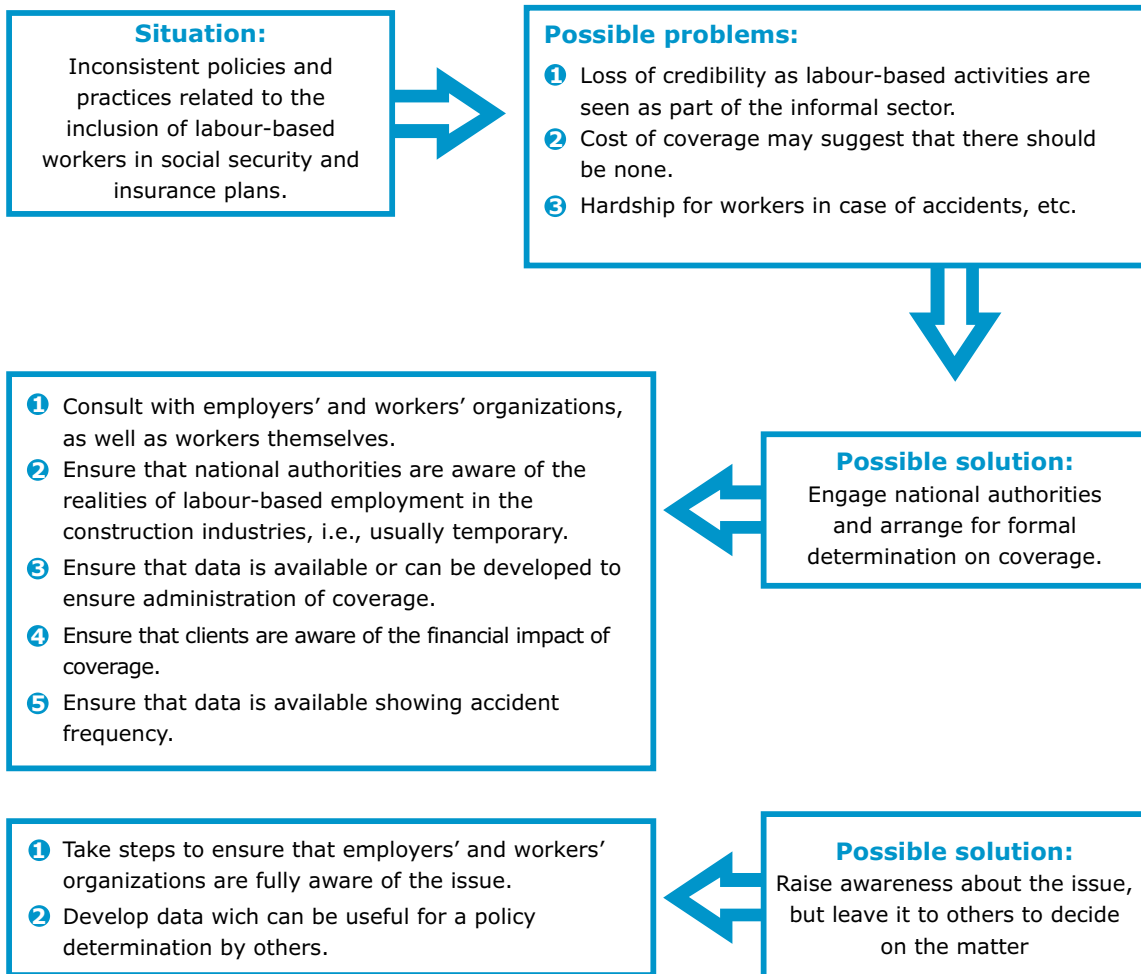 Situation:
Inconsistent policies and
practices related to the
inclusion of labour-based
workers in social security and
insurance plans.
Possible problems:
1 Loss of credibility as labour-based activities are
seen as part of the informal sector.
2 Cost of coverage may suggest that there should
be none.
3 Hardship for workers in case of accidents, etc.
Possible solution:
Engage national authorities
and arrange for formal
determination on coverage.
1 Consult with employers’ and workers’ organizations,
as well as workers themselves.
2 Ensure that national authorities are aware of the
realities of labour-based employment in the
construction industries, i.e., usually temporary.
3 Ensure that data is available or can be developed to
ensure administration of coverage.
4 Ensure that clients are aware of the financial impact of
coverage.
5 Ensure that data is available showing accident
frequency.
Possible solution:
Raise awareness about the issue,
but leave it to others to decide
on the matter
1 Take steps to ensure that employers’ and workers’
organizations are fully aware of the issue.
2 Develop data wich can be useful for a policy
determination by others.